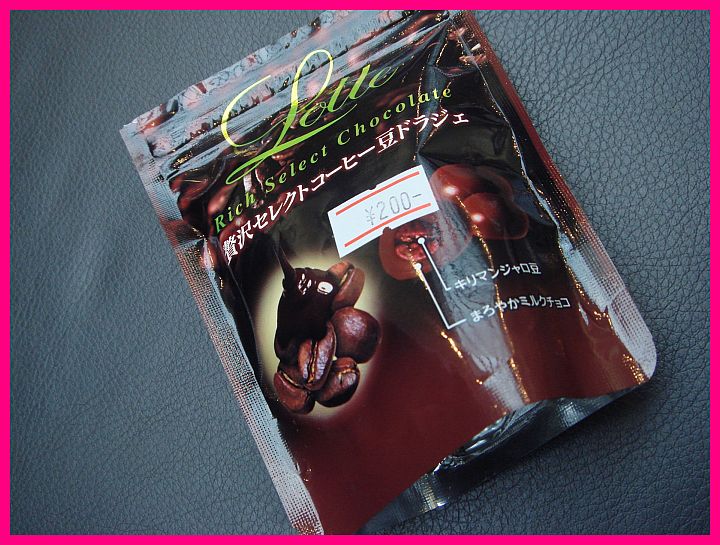 Lotte
Rich Select Chocolate
贅沢セレクトコーヒー豆ドラジェ
¥200-
キリマンジャロ豆
まろやかミルクチョコ